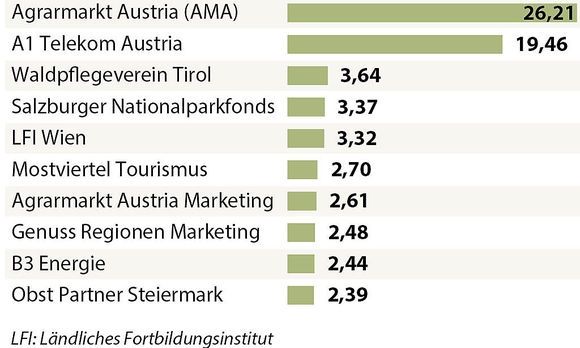 Agrarmarkt Austria (AMA) 26,21
A1 Telekom Austria 19,46
Waldpflegeverein Tirol 3,64
Salzburger Nationalparkfonds 3,37
LFI Wien 3,32
Mostviertel Tourismus 2,70
Agrarmarkt Austria Marketing 2,61
Genuss Regionen Marketing 2,48
B3 Energie 2,44
Obst Partner Steiermark 2,39
LFI: Ländliches Fortbildungsinstitut